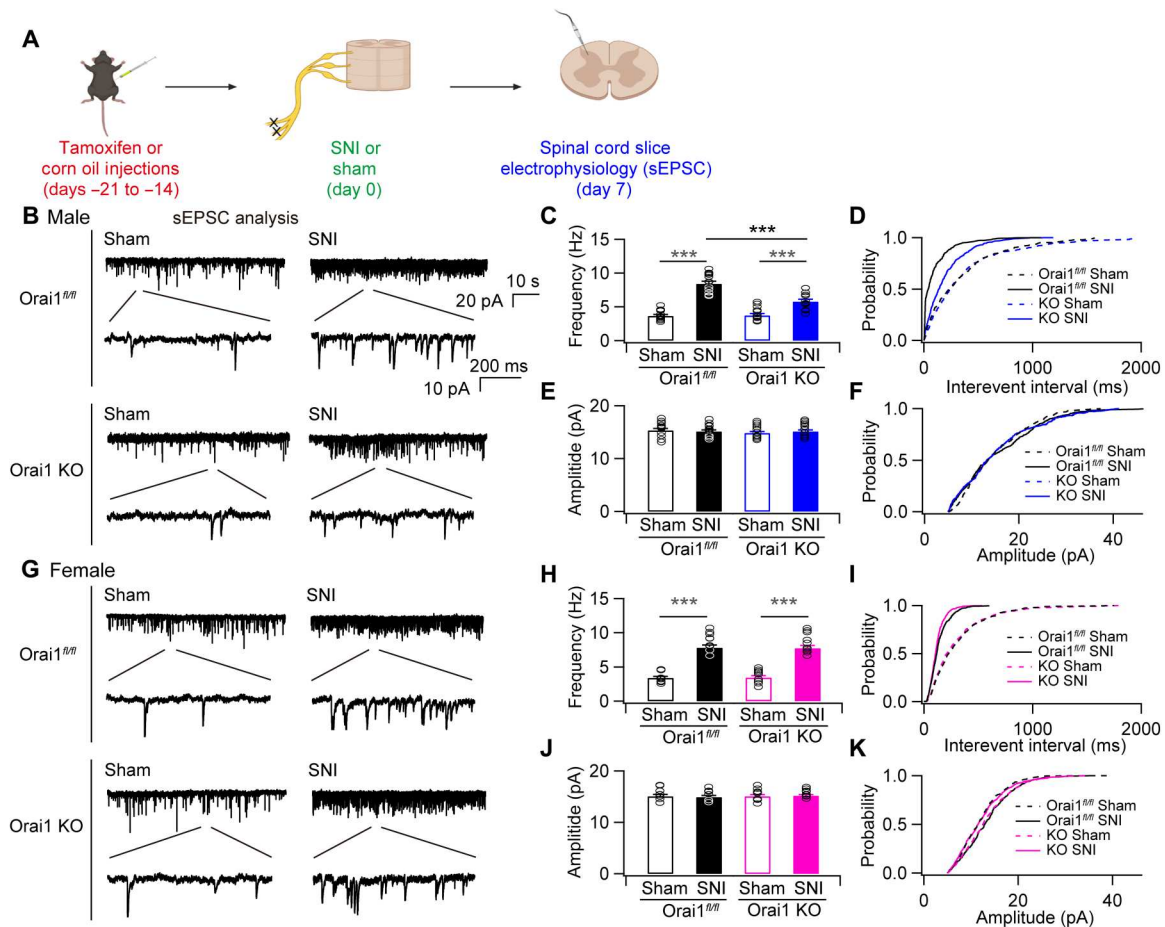 A
Tamoxifen or
corn oil injections
(days –21 to –14)
SNI or
sham
(day 0)
Spinal cord slice
electrophysiology (sEPSC)
(day 7)
B Male
sEPSC analysis
Orai1fl/fl
Sham
SNI
10 s
20 pA
200 ms
10 pA
Orai1 KO
Sham
SNI
C
Frequency (Hz)
15
10
5
0
***
***
***
Sham SNI Sham SNI
Orai1fl/fl Orai1 KO
D
Probability
1.0
0.5
0.0
Orai1fl/fl Sham
Orai1fl/fl SNI
KO Sham
KO SNI
0 1000 2000
Interevent interval (ms)
E
Amplitide (pA)
20
10
0
Sham SNI Sham SNI
Orai1fl/fl Orai1 KO
F
Probability
1.0
0.5
0.0
Orai1fl/fl Sham
Orai1fl/fl SNI
KO Sham
KO SNI
0 20 40
Amplitude (pA)
G Female
Orai1fl/fl
Sham
SNI
Orai1 KO
Sham
SNI
H
Frequency (Hz)
15
10
5
0
***
***
Sham SNI Sham SNI
Orai1fl/fl Orai1 KO
I
Probability
1.0
0.5
0.0
Orai1fl/fl Sham
Orai1fl/fl SNI
KO Sham
KO SNI
0 1000 2000
Interevent interval (ms)
J
Amplitide (pA)
20
10
0
Sham SNI Sham SNI
Orai1fl/fl Orai1 KO
K
Probability
1.0
0.5
0.0
Orai1fl/fl Sham
Orai1fl/fl SNI
KO Sham
KO SNI
0 20 40
Amplitude (pA)